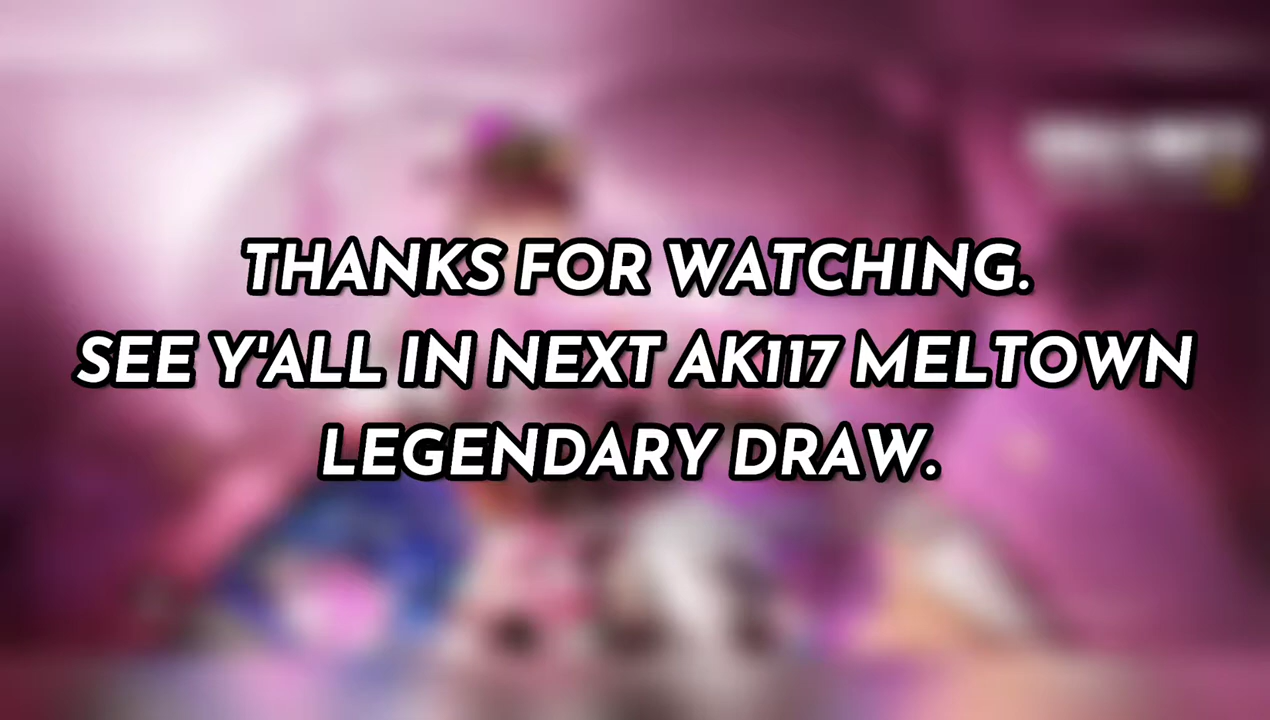 THANKS FOR WATCHING.
SEE Y'ALL IN NEXT AK117 MELTOWN
LEGENDARY DRAW.